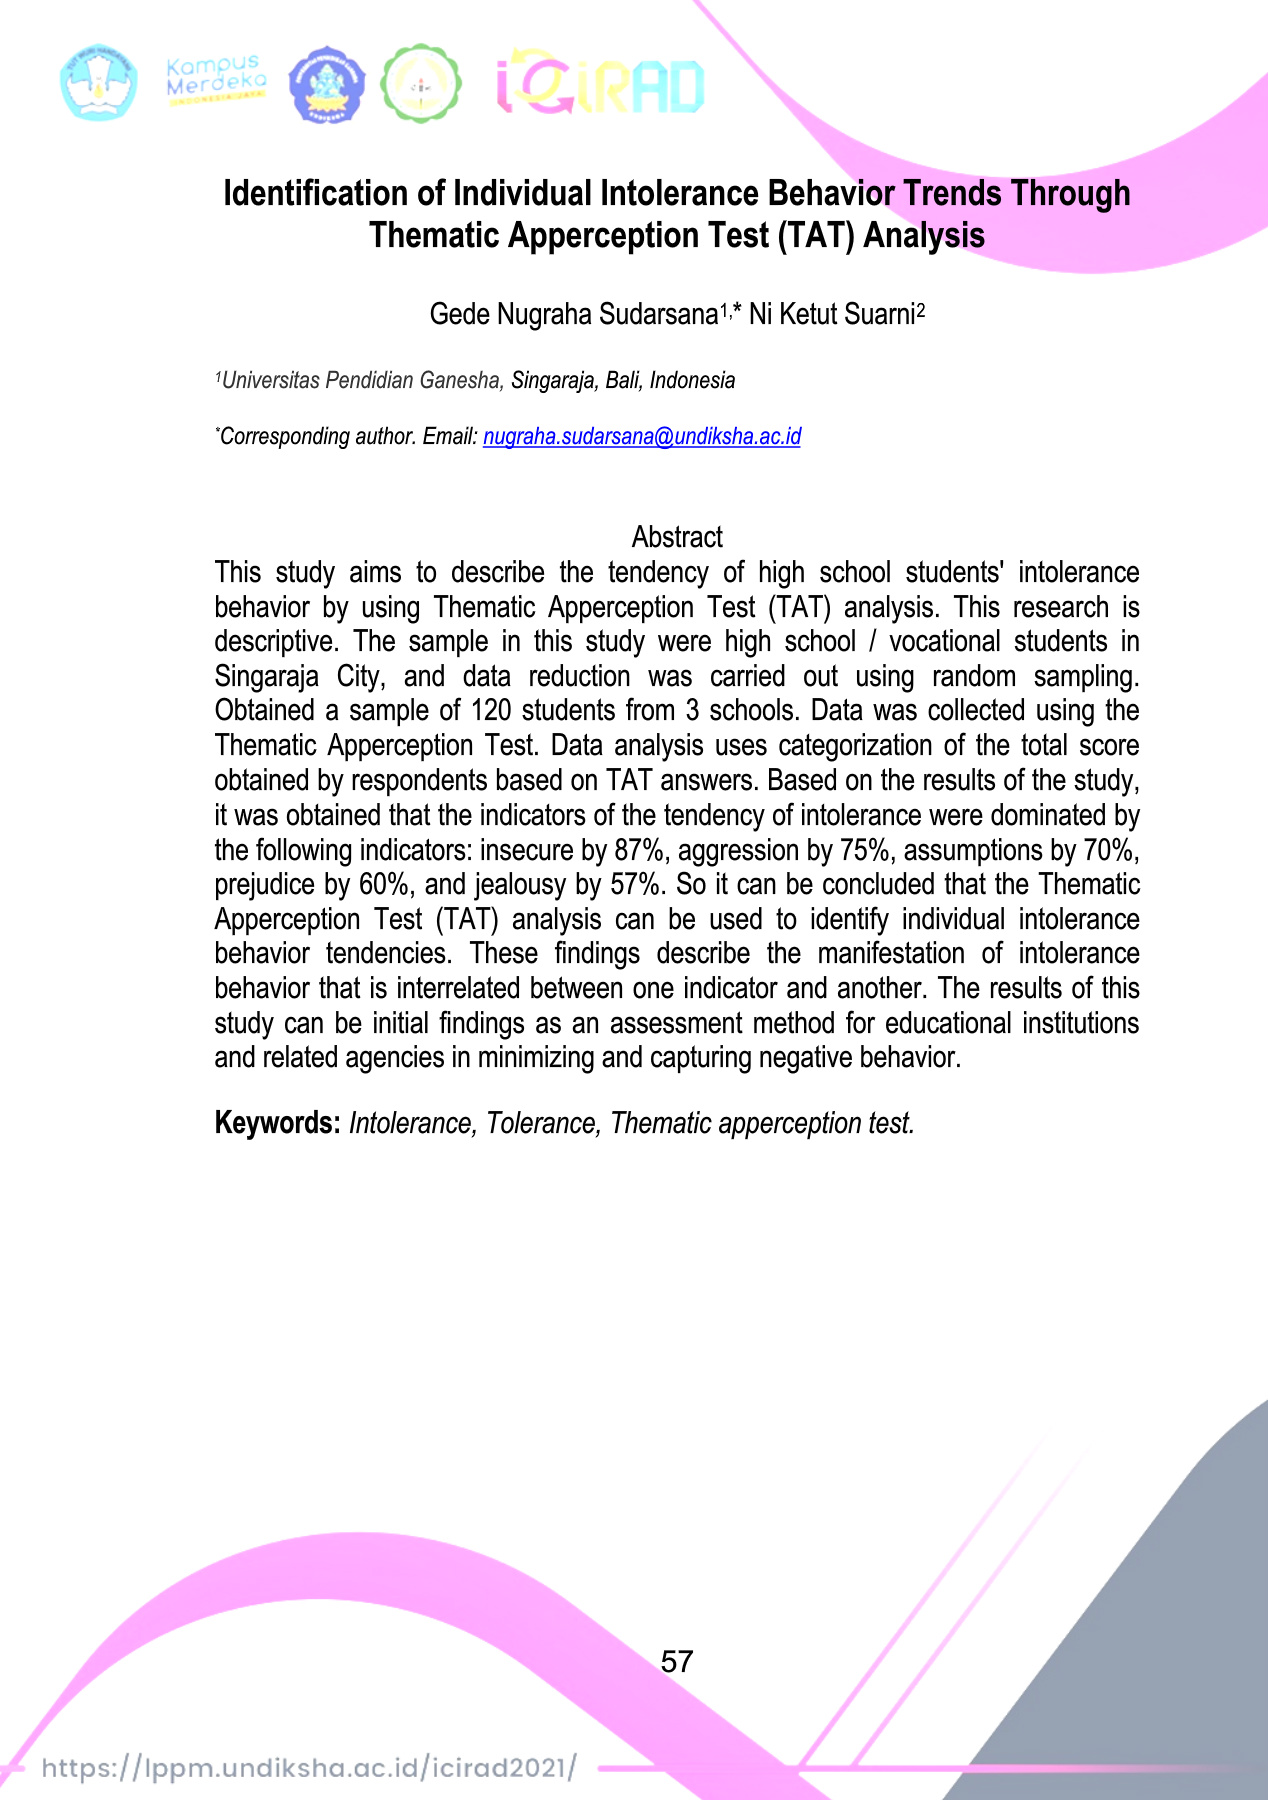 Kampus
Merdeka
INDONESIA JAYA
iCiRAD
Identification of Individual Intolerance Behavior Trends Through
Thematic Apperception Test (TAT) Analysis
Gede Nugraha Sudarsana1,* Ni Ketut Suarni2
1Universitas Pendidian Ganesha, Singaraja, Bali, Indonesia
*Corresponding author. Email: nugraha.sudarsana@undiksha.ac.id
Abstract
This study aims to describe the tendency of high school students' intolerance
behavior by using Thematic Apperception Test (TAT) analysis. This research is
descriptive. The sample in this study were high school / vocational students in
Singaraja City, and data reduction was carried out using random sampling.
Obtained a sample of 120 students from 3 schools. Data was collected using the
Thematic Apperception Test. Data analysis uses categorization of the total score
obtained by respondents based on TAT answers. Based on the results of the study,
it was obtained that the indicators of the tendency of intolerance were dominated by
the following indicators: insecure by 87%, aggression by 75%, assumptions by 70%,
prejudice by 60%, and jealousy by 57%. So it can be concluded that the Thematic
Apperception Test (TAT) analysis can be used to identify individual intolerance
behavior tendencies. These findings describe the manifestation of intolerance
behavior that is interrelated between one indicator and another. The results of this
study can be initial findings as an assessment method for educational institutions
and related agencies in minimizing and capturing negative behavior.
Keywords: Intolerance, Tolerance, Thematic apperception test.
57
https://lppm.undiksha.ac.id/icirad2021/